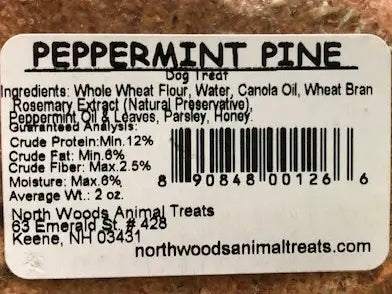 PEPPERMINT PINE
Dog Treat
Ingredients: Whole Wheat Flour, Water, Canola Oil, Wheat Bran
Rosemary Extract (Natural Preservative),
Peppermint Oil & Leaves, Parsley, Honey.
Guaranteed Analysis:
Crude Protein:Min.12%
Crude Fat: Min.6%
Crude Fiber: Max.2.5%
Moisture: Max.6%
Average Wt.: 2 oz.
8 90848 00126 6
North Woods Animal Treats
63 Emerald St. # 428
Keene, NH 03431
northwoodsanimaltreats.com